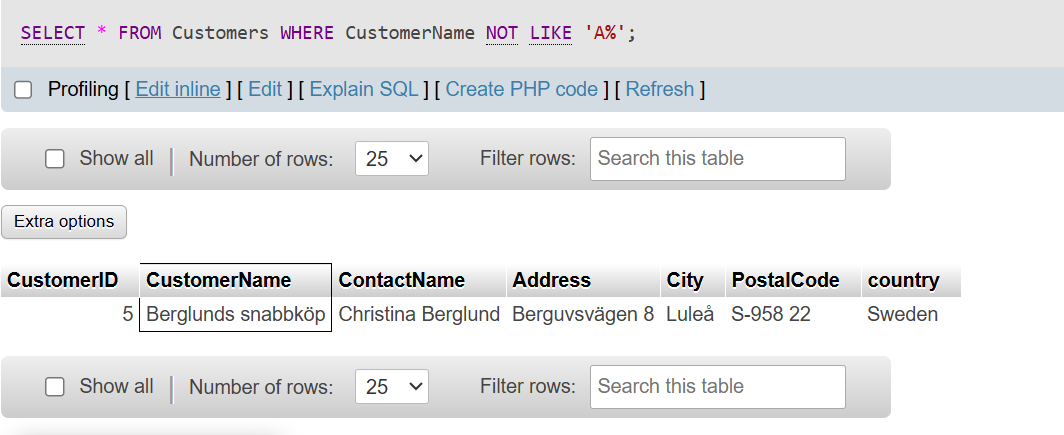 SELECT * FROM Customers WHERE CustomerName NOT LIKE 'A%';
Profiling [ Edit inline ] [ Edit ] [ Explain SQL ] [ Create PHP code ] [ Refresh ]
Show all | Number of rows: 25 Filter rows: Search this table
Extra options
CustomerID CustomerName ContactName Address City PostalCode country
5 Berglunds snabbköp Christina Berglund Berguvsvägen 8 Luleå S-958 22 Sweden
Show all | Number of rows: 25 Filter rows: Search this table